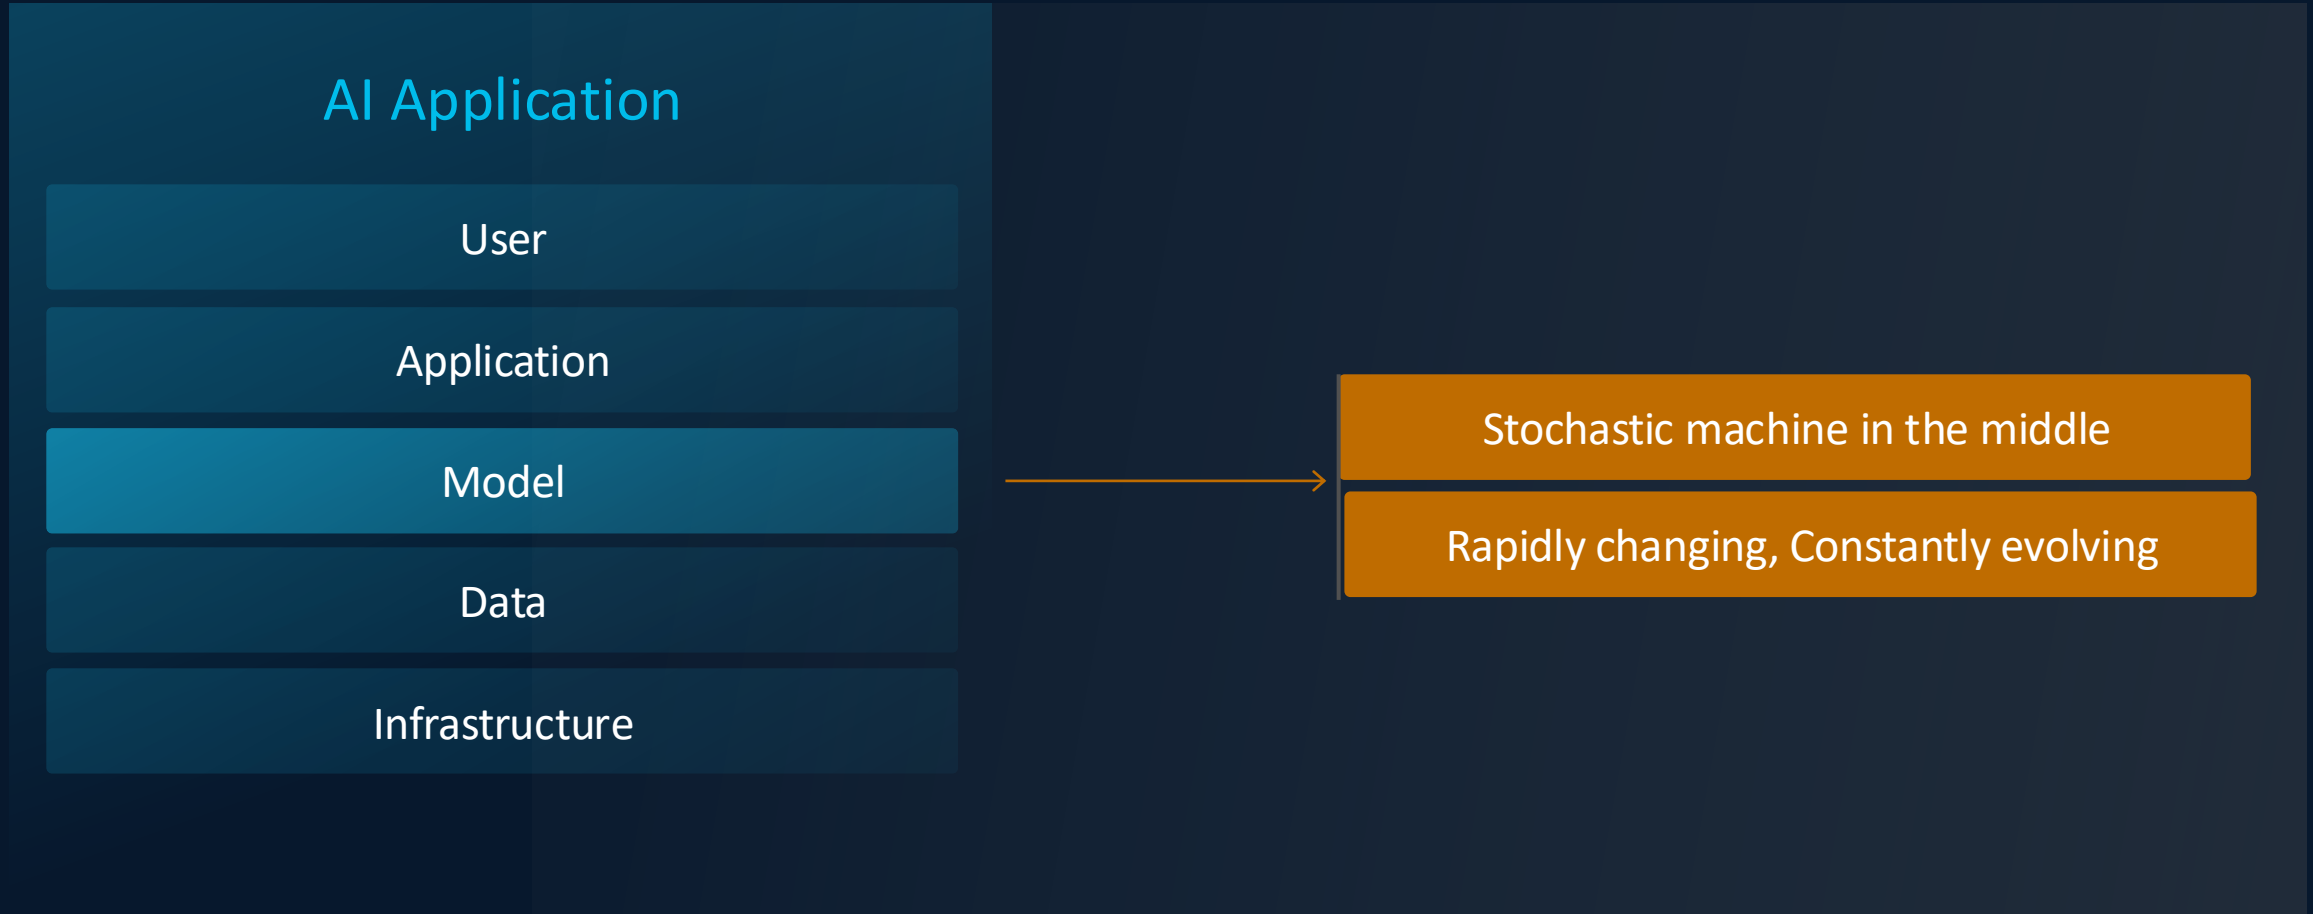 AI Application
User
Application
Model
Data
Infrastructure
Stochastic machine in the middle
Rapidly changing, Constantly evolving